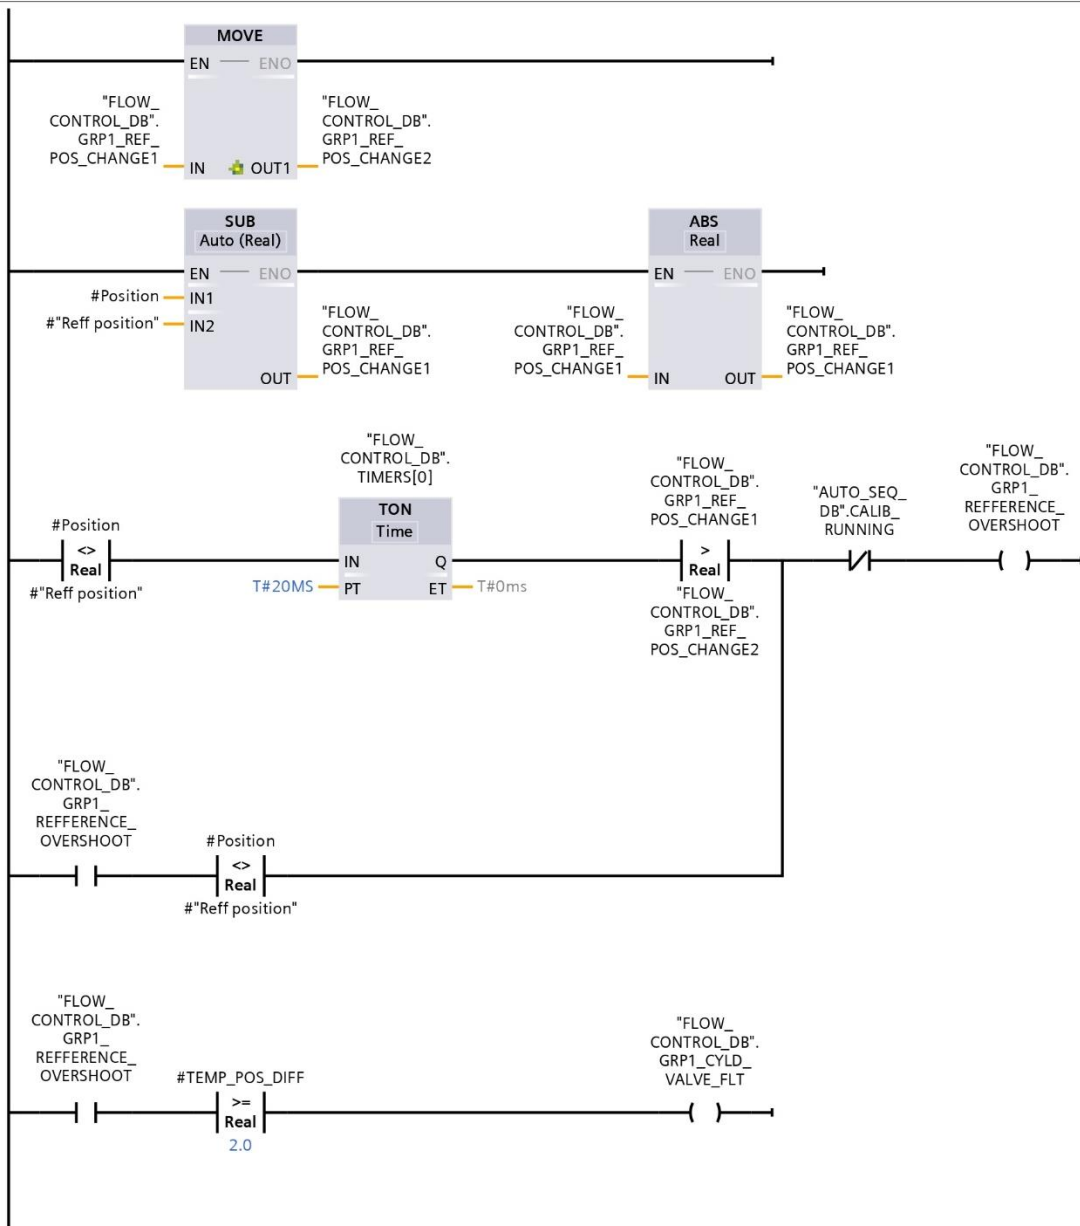 MOVE
EN
ENO
"FLOW_
CONTROL_DB".
GRP1_REF_
POS_CHANGE1
IN
OUT1
"FLOW_
CONTROL_DB".
GRP1_REF_
POS_CHANGE2
SUB
Auto (Real)
EN
ENO
#Position
IN1
#"Reff position"
IN2
OUT
"FLOW_
CONTROL_DB".
GRP1_REF_
POS_CHANGE1
ABS
Real
EN
ENO
"FLOW_
CONTROL_DB".
GRP1_REF_
POS_CHANGE1
IN
OUT
"FLOW_
CONTROL_DB".
GRP1_REF_
POS_CHANGE1
#Position
<>
Real
#"Reff position"
"FLOW_
CONTROL_DB".
TIMERS[0]
TON
Time
IN
Q
T#20MS
PT
ET
T#0ms
"FLOW_
CONTROL_DB".
GRP1_REF_
POS_CHANGE1
>
Real
"FLOW_
CONTROL_DB".
GRP1_REF_
POS_CHANGE2
"AUTO_SEQ_
DB".CALIB_
RUNNING
"FLOW_
CONTROL_DB".
GRP1_
REFFERENCE_
OVERSHOOT
"FLOW_
CONTROL_DB".
GRP1_
REFFERENCE_
OVERSHOOT
#Position
<>
Real
#"Reff position"
"FLOW_
CONTROL_DB".
GRP1_
REFFERENCE_
OVERSHOOT
#TEMP_POS_DIFF
>=
Real
2.0
"FLOW_
CONTROL_DB".
GRP1_CYLD_
VALVE_FLT